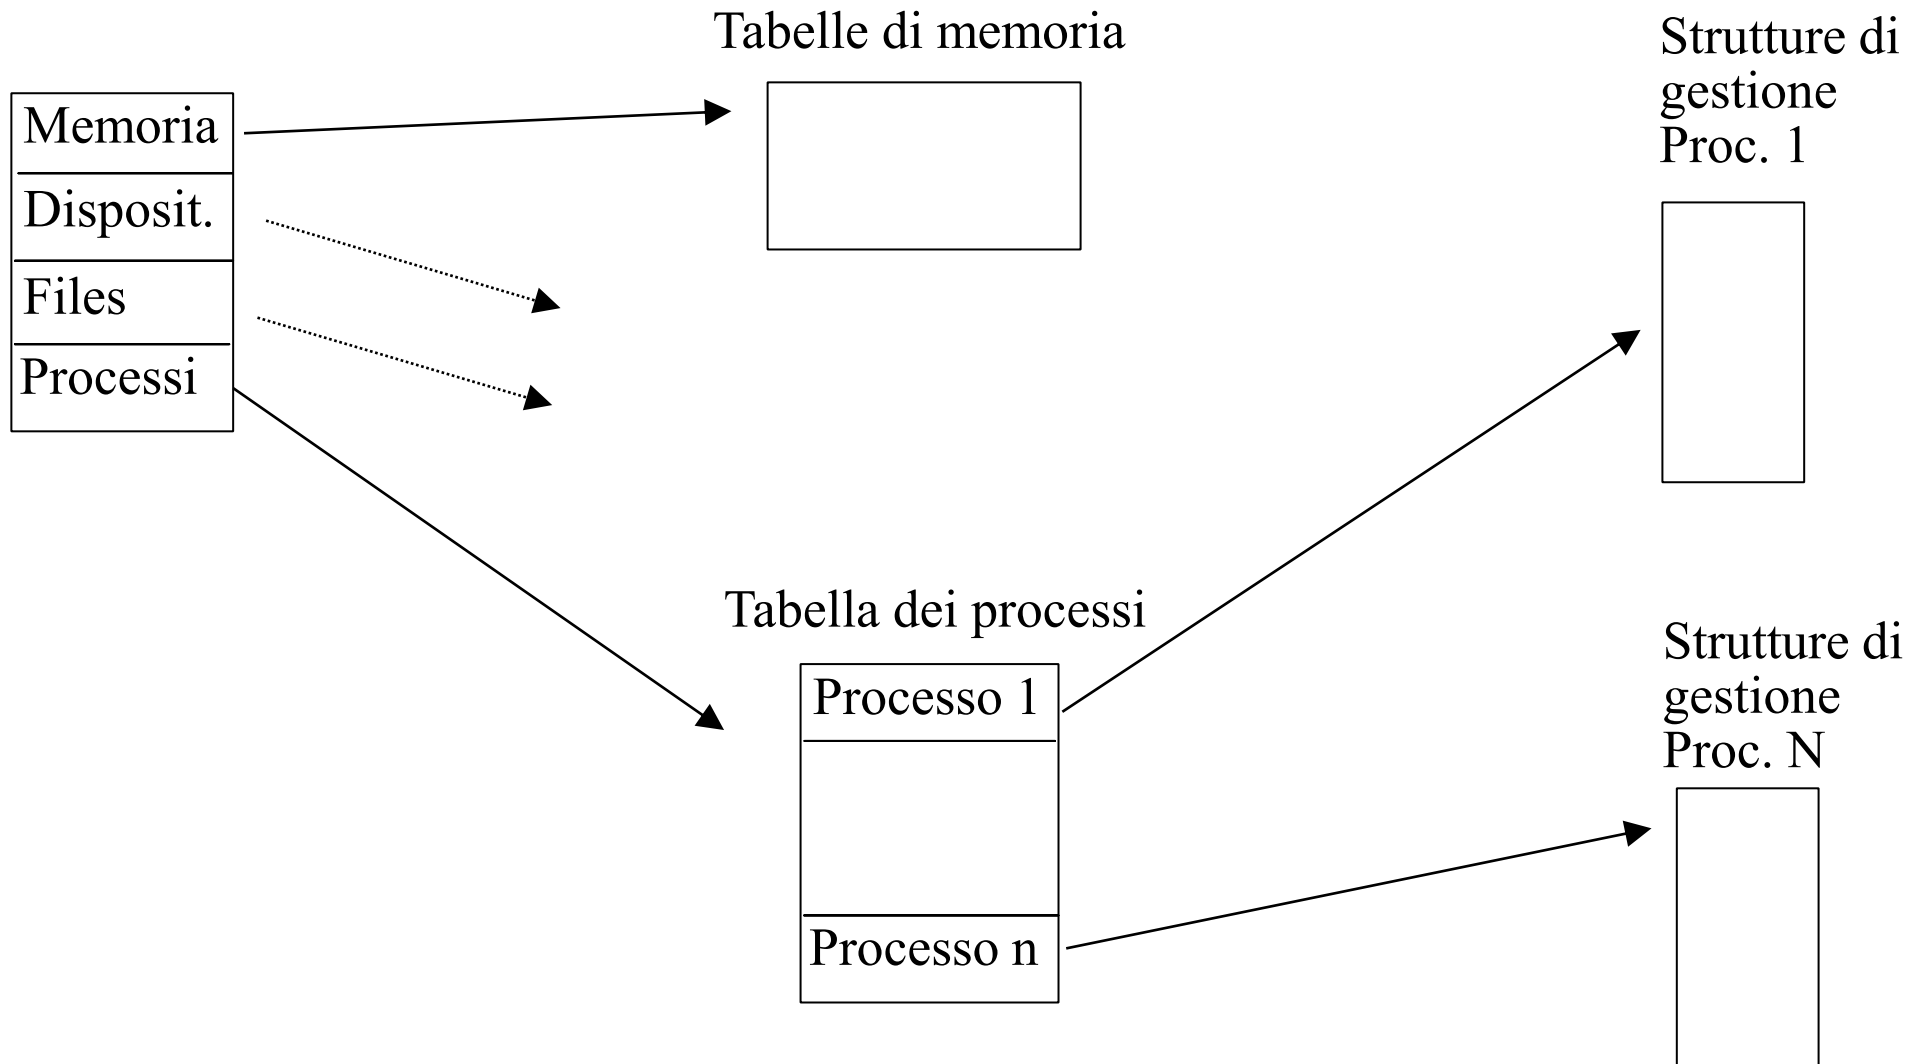 Tabelle di memoria
Strutture di
gestione
Proc. 1
Memoria
Disposit.
Files
Processi
Tabella dei processi
Processo 1
Processo n
Strutture di
gestione
Proc. N